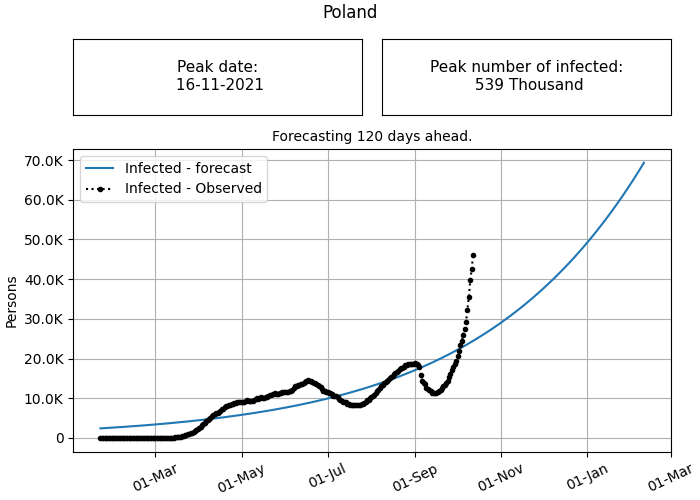 Poland
Peak date:
16-11-2021
Peak number of infected:
539 Thousand
Forecasting 120 days ahead.
Infected - forecast
Infected - Observed
70.0K
60.0K
50.0K
40.0K
30.0K
20.0K
10.0K
0
Persons
01-Mar
01-May
01-Jul
01-Sep
01-Nov
01-Jan
01-Mar